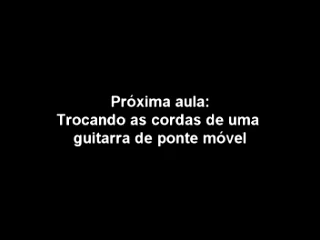 Próxima aula:
Trocando as cordas de uma
guitarra de ponte móvel